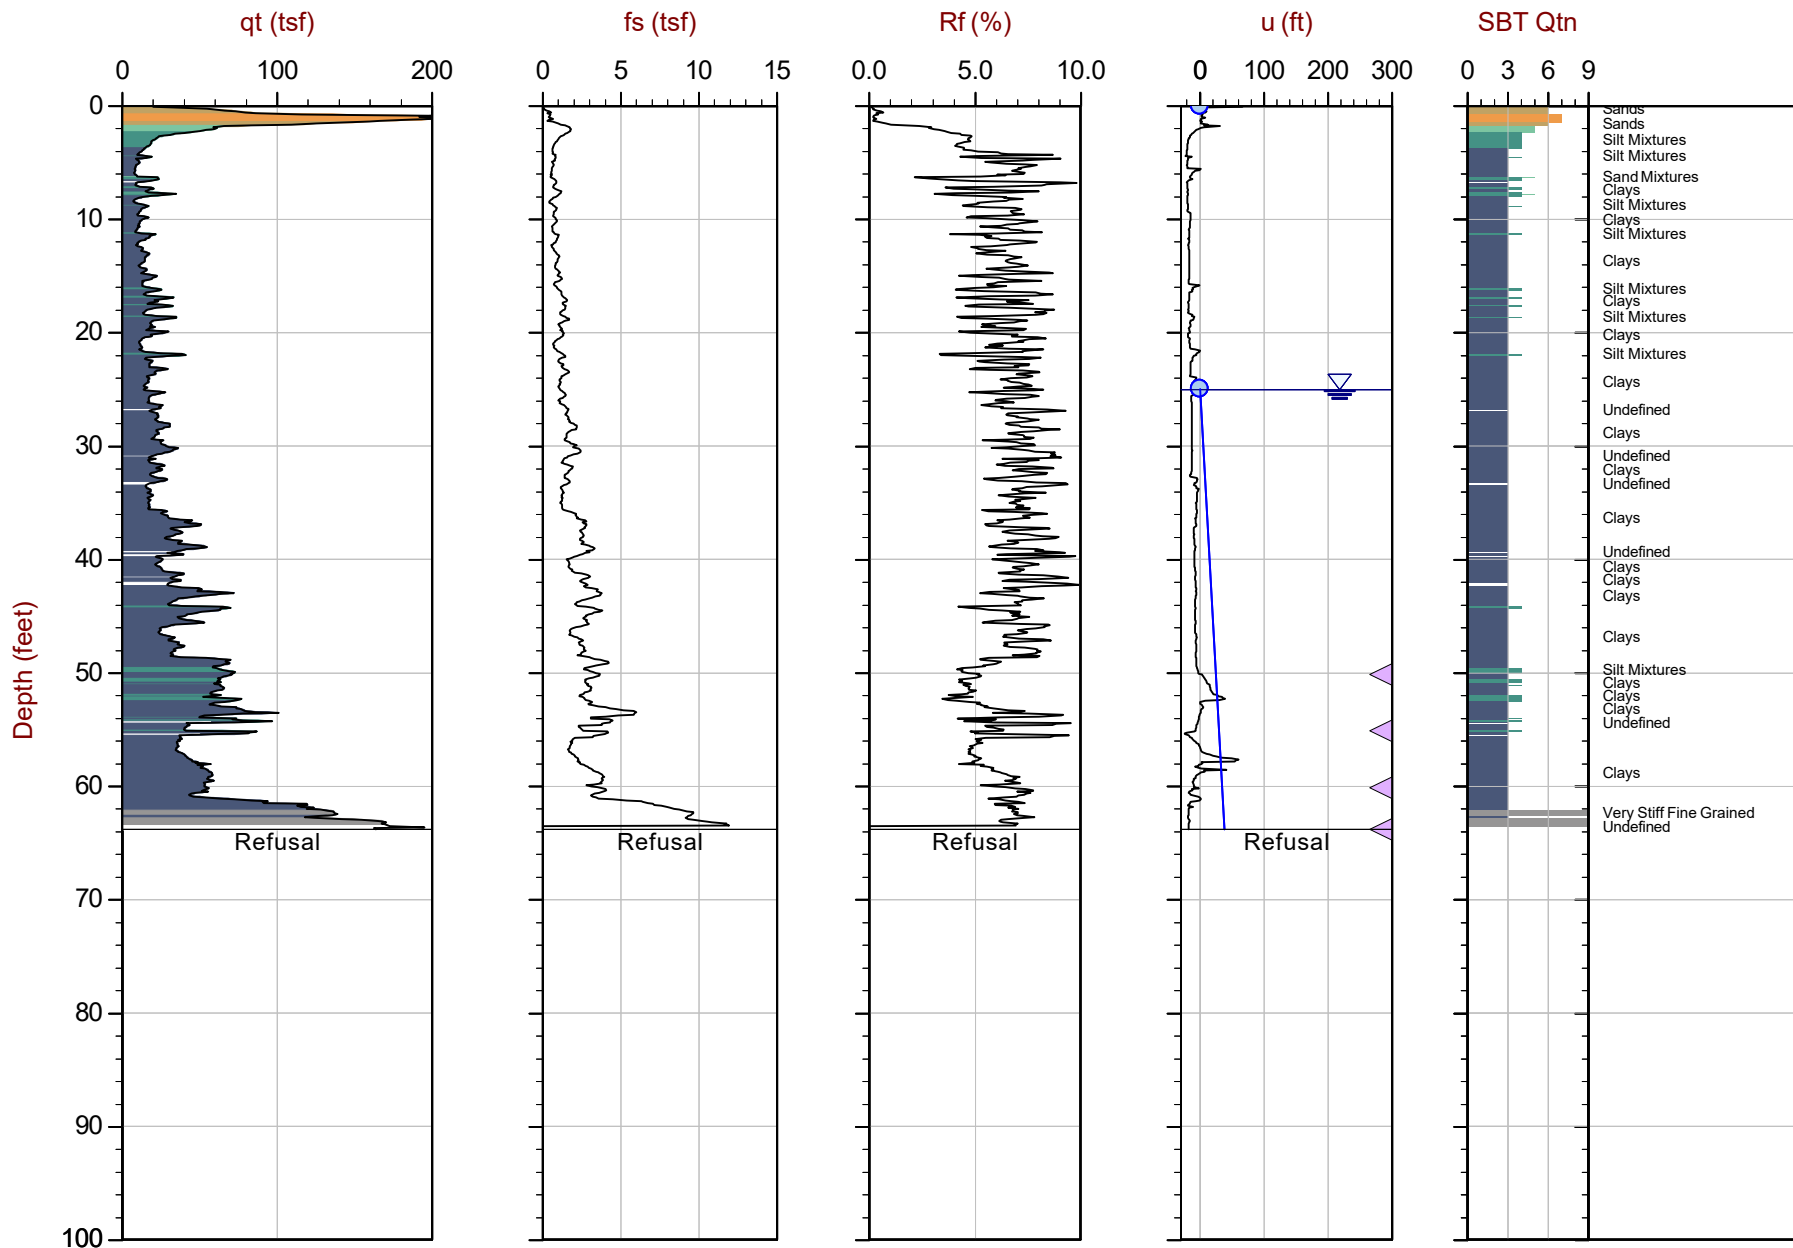 qt (tsf)
fs (tsf)
Rf (%)
u (ft)
SBT Qtn
0 100 200
0 5 10 15
0.0 5.0 10.0
0 100 200 300
0 3 6 9
Depth (feet)
0
10
20
30
40
50
60
70
80
90
100
Sands
Sands
Silt Mixtures
Silt Mixtures
Sand Mixtures
Clays
Silt Mixtures
Clays
Silt Mixtures
Clays
Silt Mixtures
Clays
Silt Mixtures
Clays
Silt Mixtures
Clays
Undefined
Clays
Undefined
Clays
Undefined
Clays
Undefined
Clays
Clays
Clays
Clays
Silt Mixtures
Clays
Clays
Clays
Undefined
Clays
Very Stiff Fine Grained
Undefined
Refusal
Refusal
Refusal
Refusal